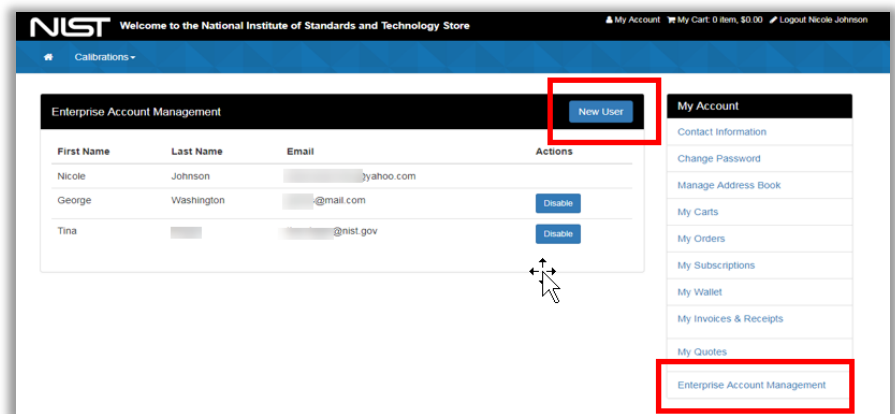 NIST Welcome to the National Institute of Standards and Technology Store
My Account My Cart: 0 item, $0.00 Logout Nicole Johnson
Calibrations
Enterprise Account Management
New User
First Name Last Name Email Actions
Nicole Johnson yahoo.com
George Washington @mail.com Disable
Tina @nist.gov Disable
My Account
Contact Information
Change Password
Manage Address Book
My Carts
My Orders
My Subscriptions
My Wallet
My Invoices & Receipts
My Quotes
Enterprise Account Management